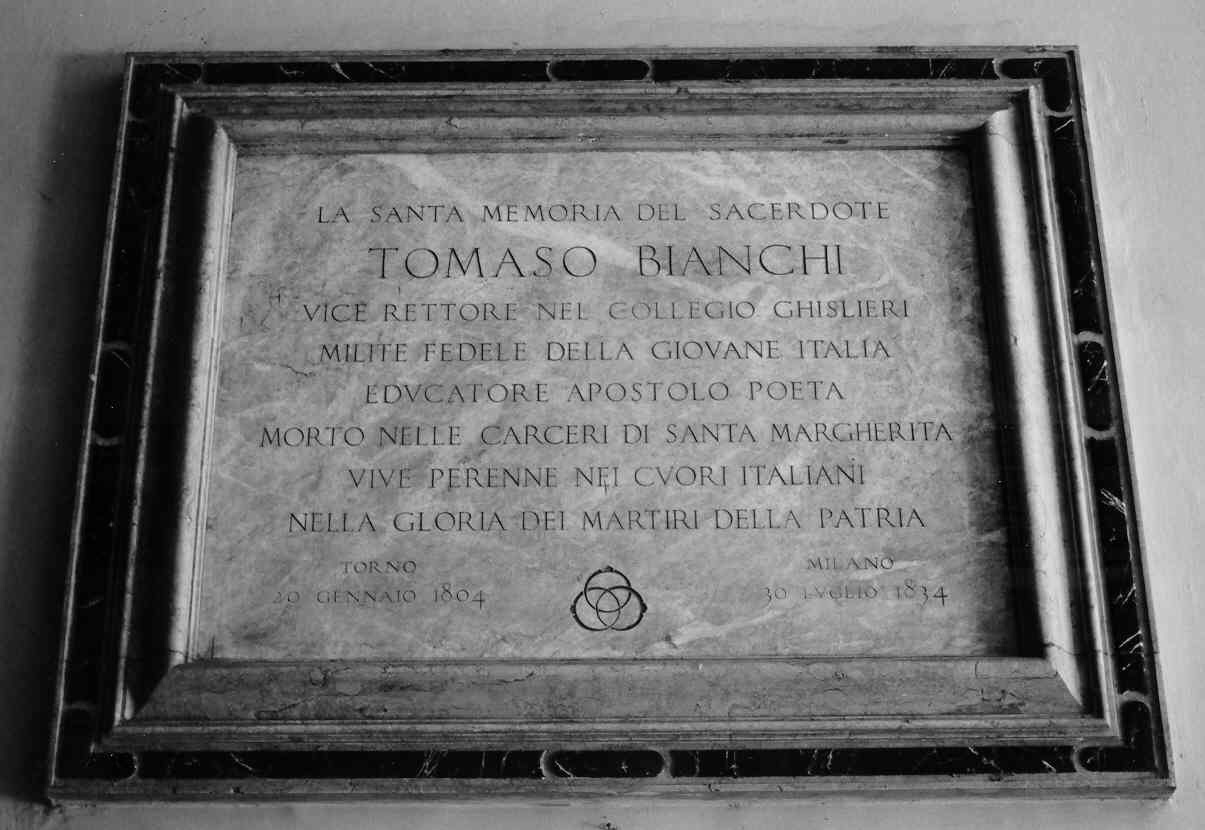 LA SANTA MEMORIA DEL SACERDOTE
TOMASO BIANCHI
VICE RETTORE NEL COLLEGIO GHISLIERI
MILITE FEDELE DELLA GIOVANE ITALIA
EDVCATORE APOSTOLO POETA
MORTO NELLE CARCERI DI SANTA MARGHERITA
VIVE PERENNE NEI CVORI ITALIANI
NELLA GLORIA DEI MARTIRI DELLA PATRIA
TORNO
20 GENNAIO 1804
MILANO
30 LVGLIO 1834